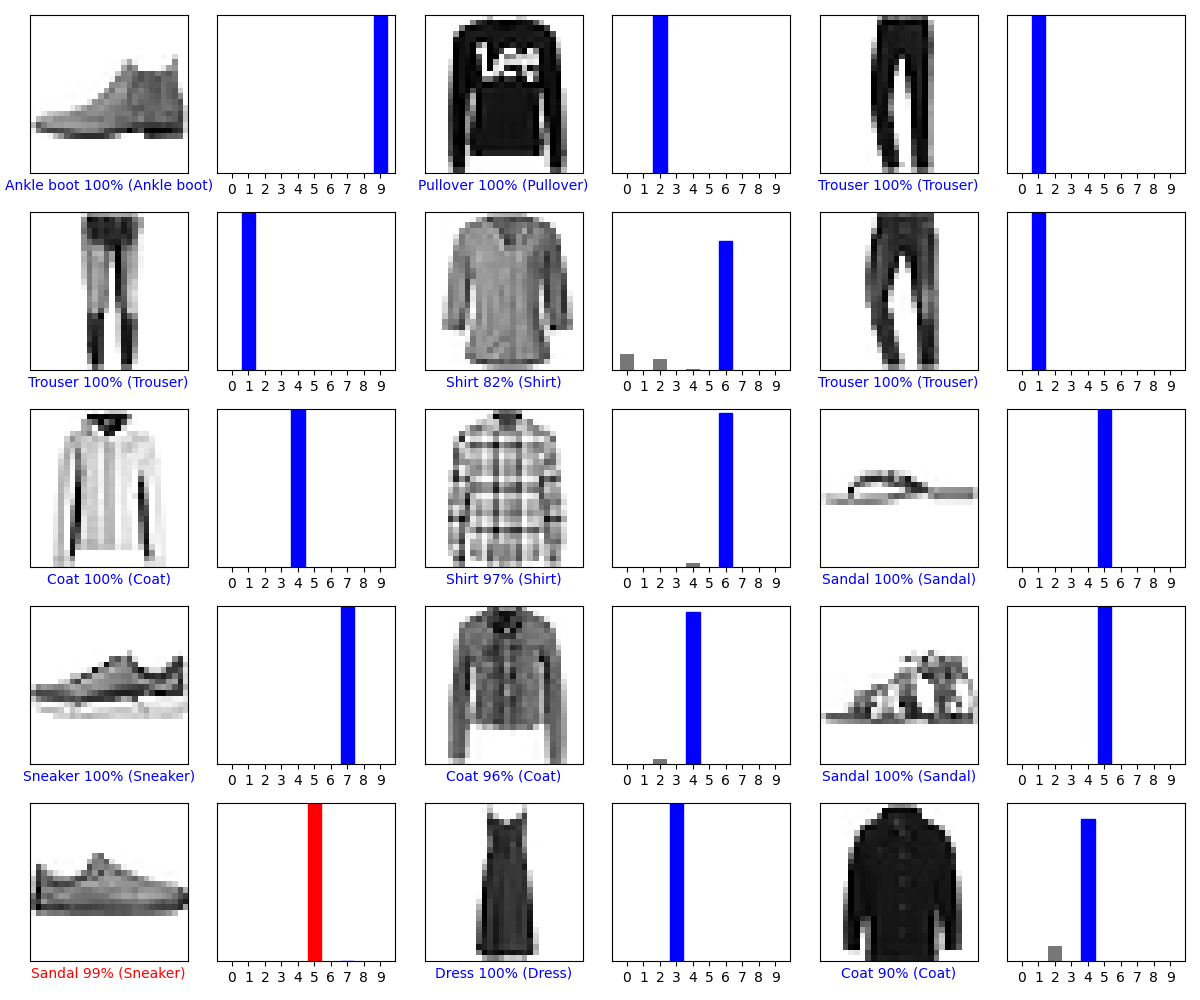 Lee
Ankle boot 100% (Ankle boot)
0 1 2 3 4 5 6 7 8 9
Pullover 100% (Pullover)
0 1 2 3 4 5 6 7 8 9
Trouser 100% (Trouser)
0 1 2 3 4 5 6 7 8 9
Trouser 100% (Trouser)
0 1 2 3 4 5 6 7 8 9
Shirt 82% (Shirt)
0 1 2 3 4 5 6 7 8 9
Trouser 100% (Trouser)
0 1 2 3 4 5 6 7 8 9
Coat 100% (Coat)
0 1 2 3 4 5 6 7 8 9
Shirt 97% (Shirt)
0 1 2 3 4 5 6 7 8 9
Sandal 100% (Sandal)
0 1 2 3 4 5 6 7 8 9
Sneaker 100% (Sneaker)
0 1 2 3 4 5 6 7 8 9
Coat 96% (Coat)
0 1 2 3 4 5 6 7 8 9
Sandal 100% (Sandal)
0 1 2 3 4 5 6 7 8 9
Sandal 99% (Sneaker)
0 1 2 3 4 5 6 7 8 9
Dress 100% (Dress)
0 1 2 3 4 5 6 7 8 9
Coat 90% (Coat)
0 1 2 3 4 5 6 7 8 9